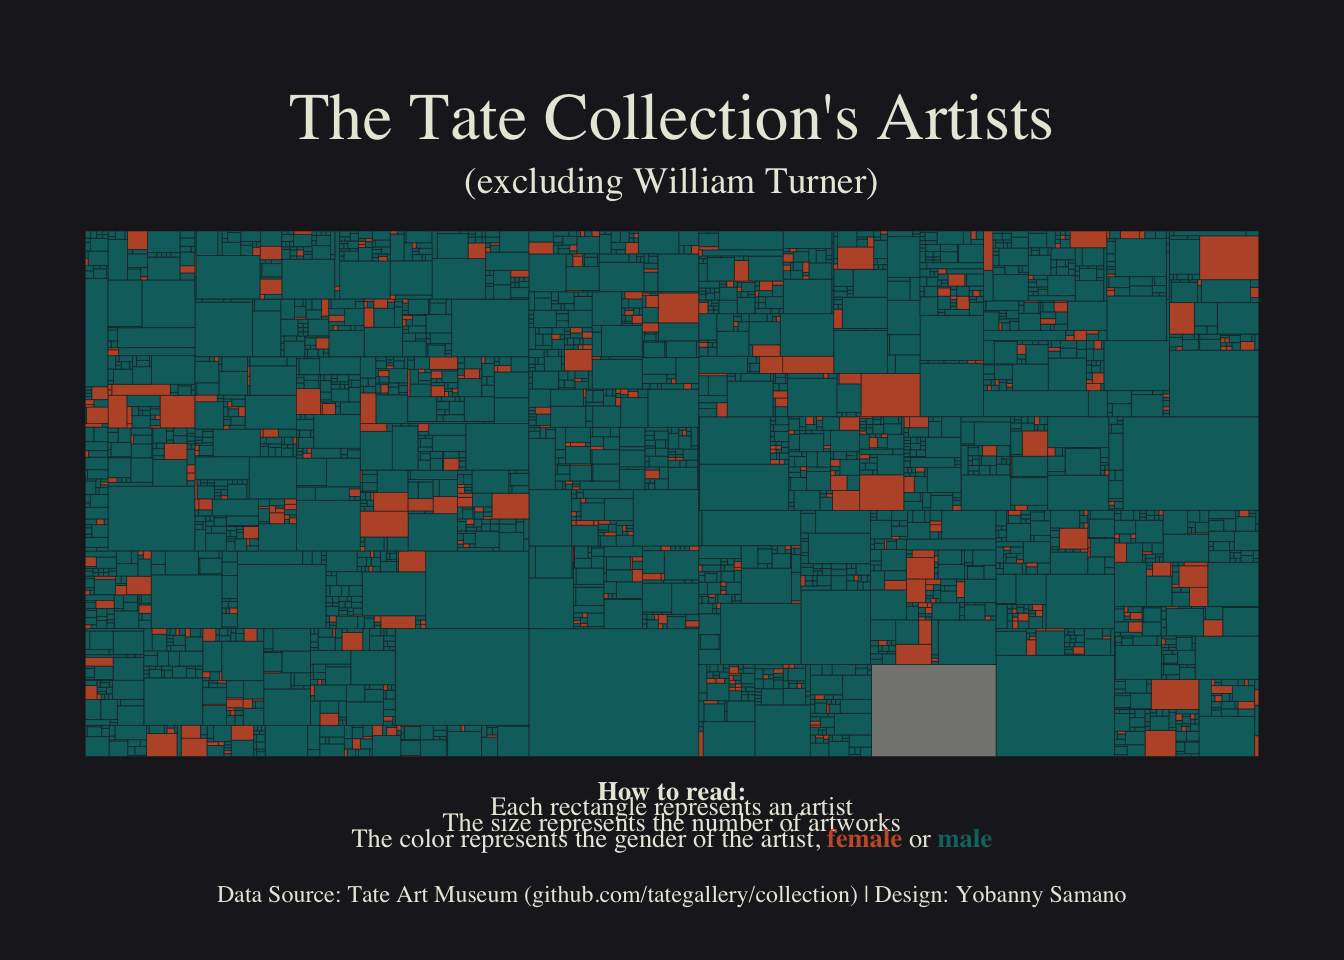 The Tate Collection's Artists
(excluding William Turner)
How to read:
Each rectangle represents an artist
The size represents the number of artworks
The color represents the gender of the artist, female or male
Data Source: Tate Art Museum (github.com/tategallery/collection) | Design: Yobanny Samano